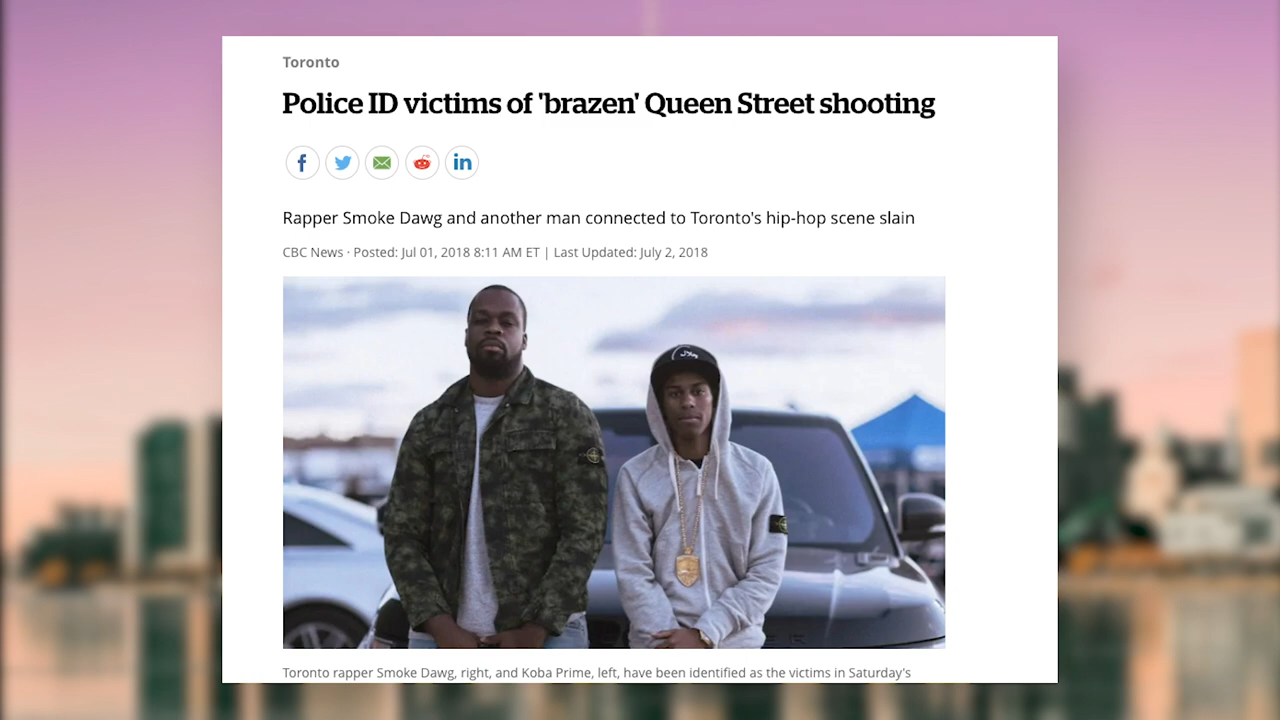 Toronto
Police ID victims of 'brazen' Queen Street shooting
Rapper Smoke Dawg and another man connected to Toronto's hip-hop scene slain
CBC News · Posted: Jul 01, 2018 8:11 AM ET | Last Updated: July 2, 2018
Toronto rapper Smoke Dawg, right, and Koba Prime, left, have been identified as the victims in Saturday's